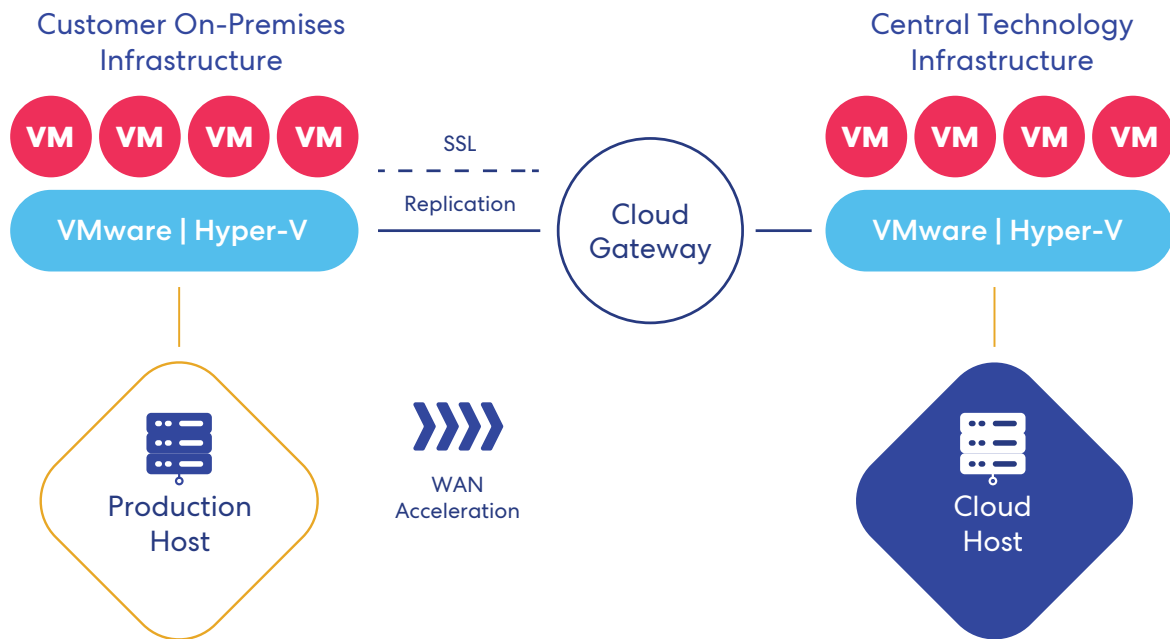 Customer On-Premises
Infrastructure
Central Technology
Infrastructure
VM VM VM VM
VM VM VM VM
SSL
Replication
VMware | Hyper-V
Cloud
Gateway
VMware | Hyper-V
Production
Host
WAN
Acceleration
Cloud
Host